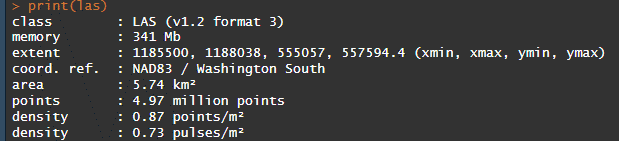 > print(las)
class        : LAS (v1.2 format 3)
memory       : 341 Mb
extent       : 1185500, 1188038, 555057, 557594.4 (xmin, xmax, ymin, ymax)
coord. ref.  : NAD83 / Washington South
area         : 5.74 km²
points       : 4.97 million points
density      : 0.87 points/m²
density      : 0.73 pulses/m²